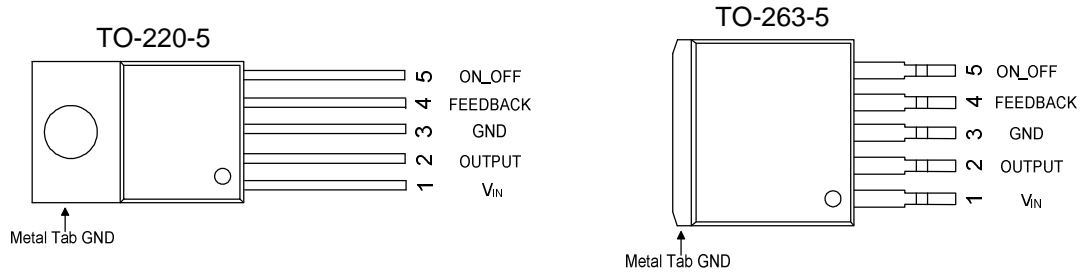 TO-220-5
5 ON_OFF
4 FEEDBACK
3 GND
2 OUTPUT
1 VIN
Metal Tab GND
TO-263-5
5 ON_OFF
4 FEEDBACK
3 GND
2 OUTPUT
1 VIN
Metal Tab GND